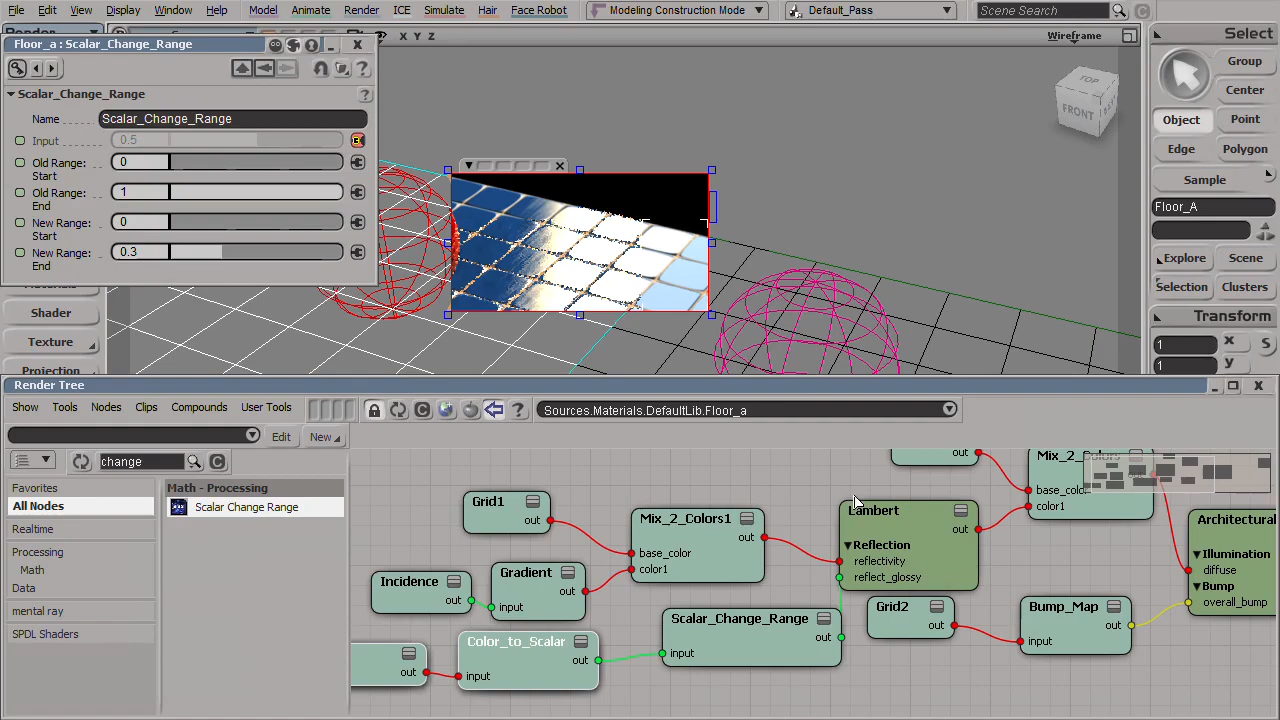 File Edit View Display Window Help Model Animate Render ICE Simulate Hair Face Robot Modeling Construction Mode Default_Pass Scene Search
Floor_a : Scalar_Change_Range
X Y Z
Wireframe
Select
Scalar_Change_Range
Name Scalar_Change_Range
Input 0.5
Old Range: Start 0
Old Range: End 1
New Range: Start 0
New Range: End 0.3
TOP
FRONT
Group
Center
Object Point
Edge Polygon
Sample
Floor_A
Explore Scene
Selection Clusters
Transform
1 x S
1 y
Shader
Texture
Render Tree
Show Tools Nodes Clips Compounds User Tools
Sources.Materials.DefaultLib.Floor_a
Edit New
change
Favorites
All Nodes
Realtime
Processing
Math
Data
mental ray
SPDL Shaders
Math - Processing
Scalar Change Range
out
Mix_2_Colors
base_color
color1
Grid1
out
Mix_2_Colors1
out
base_color
color1
Lambert
out
Reflection
reflectivity
reflect_glossy
Architectural
Illumination
diffuse
Bump
overall_bump
Incidence
out
Gradient
out
input
Scalar_Change_Range
out
input
Grid2
out
Bump_Map
out
input
Color_to_Scalar
out
input
out